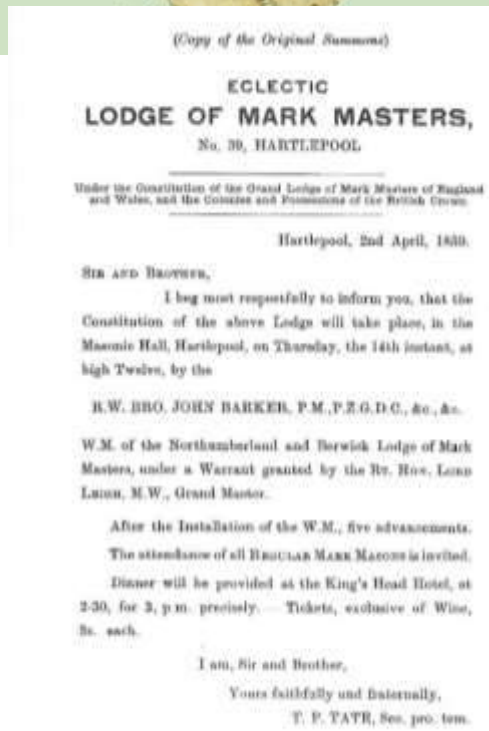 (Copy of the Original Summons)
ECLECTIC
LODGE OF MARK MASTERS,
No. 39, HARTLEPOOL
Under the Constitution of the Grand Lodge of Mark Masters of England
and Wales, and the Colonies and Possessions of the British Crown.
Hartlepool, 2nd April, 1859.
SIR AND BROTHER,
I beg most respectfully to inform you, that the
Constitution of the above Lodge will take place, in the
Masonic Hall, Hartlepool, on Thursday, the 14th instant, at
high Twelve, by the
R.W. BRO. JOHN BARKER, P.M., P.Z.G.D.C., &c., &c.
W.M. of the Northumberland and Berwick Lodge of Mark
Masters, under a Warrant granted by the RT. HON. LORD
LEIGH, M.W., Grand Master.
After the Installation of the W.M., five advancements.
The attendance of all REGULAR MARK MASONS is invited.
Dinner will be provided at the King's Head Hotel, at
2-30, for 3, p.m. precisely. Tickets, exclusive of Wine,
each.
I am, Sir and Brother,
Yours faithfully and fraternally,
T. P. TATE, Sec. pro. tem.